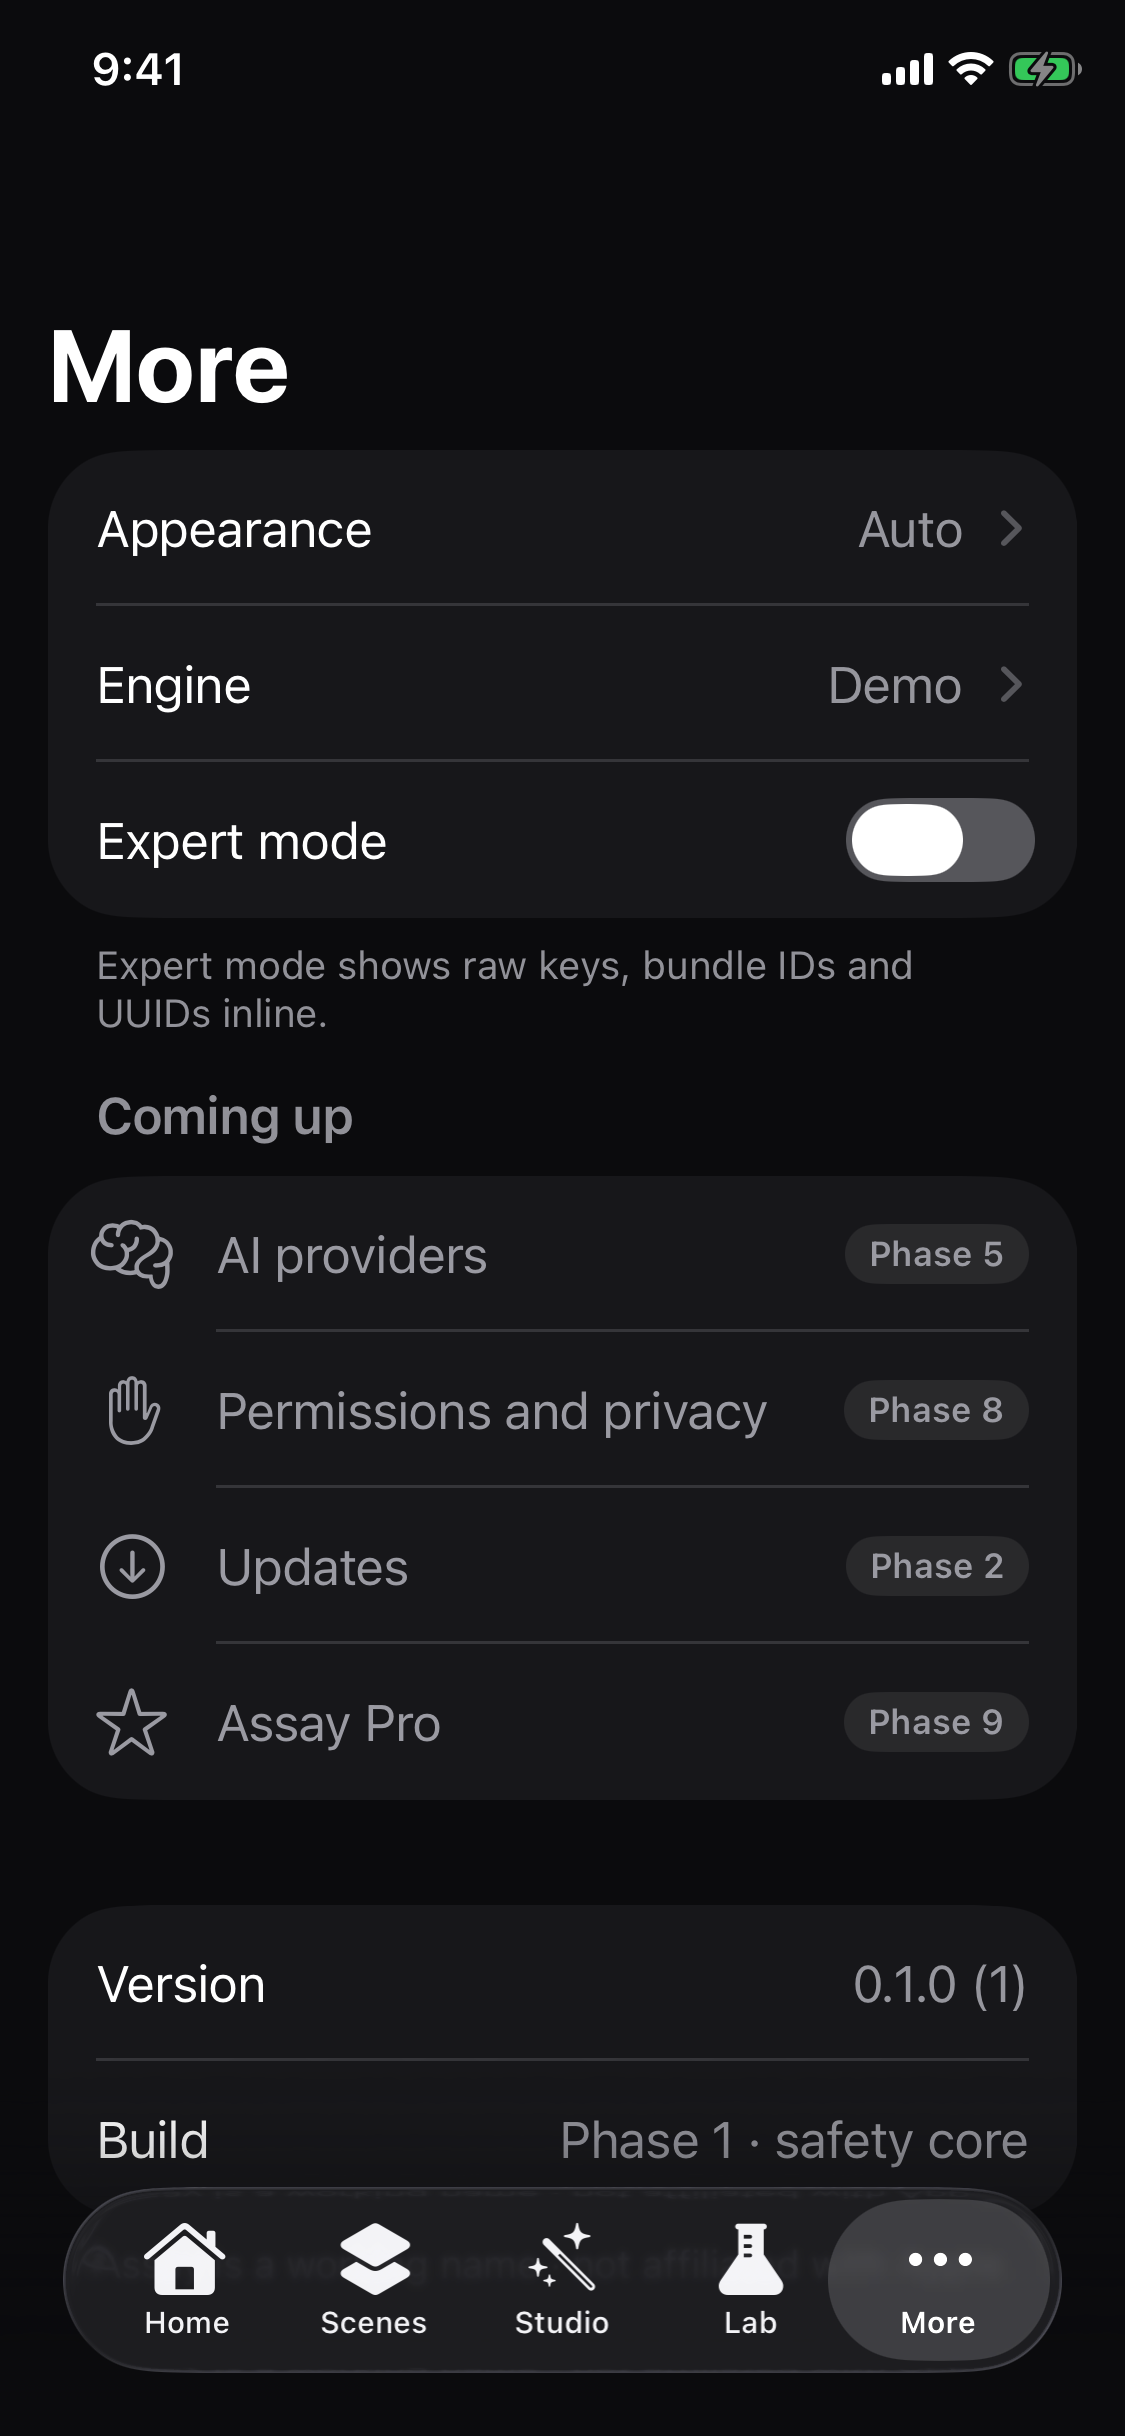 9:41
More
Appearance
Auto
Engine
Demo
Expert mode
Expert mode shows raw keys, bundle IDs and
UUIDs inline.
Coming up
AI providers
Phase 5
Permissions and privacy
Phase 8
Updates
Phase 2
Assay Pro
Phase 9
Version
0.1.0 (1)
Build
Phase 1 · safety core
Home
Scenes
Studio
Lab
More